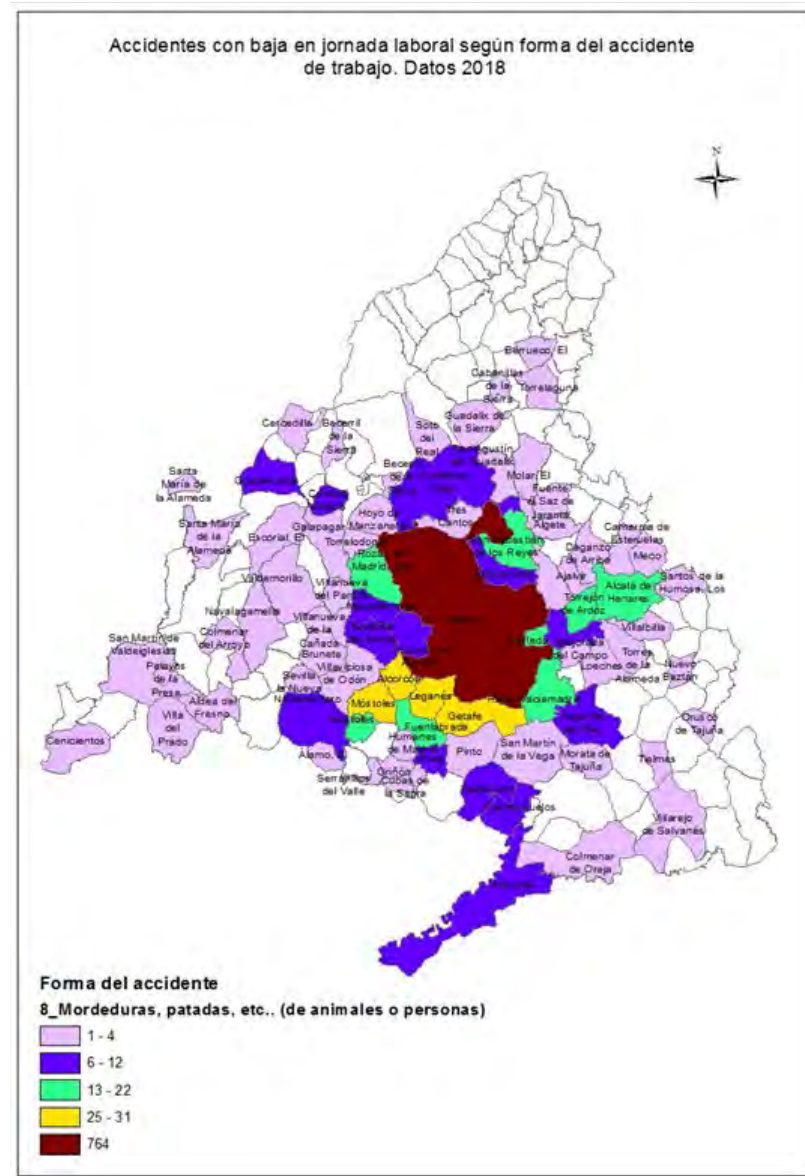 Accidentes con baja en jornada laboral según forma del accidente
de trabajo. Datos 2018
N
Berrueco, El
Cabanillas
de la
Sierra
Torrelaguna
Guadalix de
la Sierra
Soto
del
Real
Cercedilla
Becerril
de la
Sierra
Santa
María de
la Alameda
Molar, El
Fuente
el Saz de
Jarama
Algete
Tres
Cantos
Hoyo de
Manzanares
Galapagar
Santa María
de la
Alameda
Escorial, El
Valdemorillo
Camarma de
Esteruelas
Daganzo
de Arriba
Meco
Ajalvir
Alcalá de
Henares
Santos de la
Humosa, Los
Torrejón
de Ardoz
Villalbilla
Navalagamella
Colmenar
del Arroyo
Villanueva
de la
Cañada
Brunete
Villaviciosa
de Odón
San Martín de
Valdeiglesias
Pelayos
de la
Presa
Aldea del
Fresno
Villa
del
Prado
Cenicientos
Sevilla
la Nueva
Alcorcón
Móstoles
Leganés
Getafe
Fuenlabrada
Humanes
de
Torres
de la
Alameda
Loeches
Nuevo
Baztán
Orusco
de Tajuña
del Campo
Alamo,
Serranillos
del Valle
Griñón
Cubas de
la Sagra
Pinto
San Martín
de la Vega
Morata de
Tajuña
Tielmes
Villarejo
de Salvanés
Colmenar
de Oreja
Forma del accidente
8_Mordeduras, patadas, etc.. (de animales o personas)
1 - 4
6 - 12
13 - 22
25 - 31
764